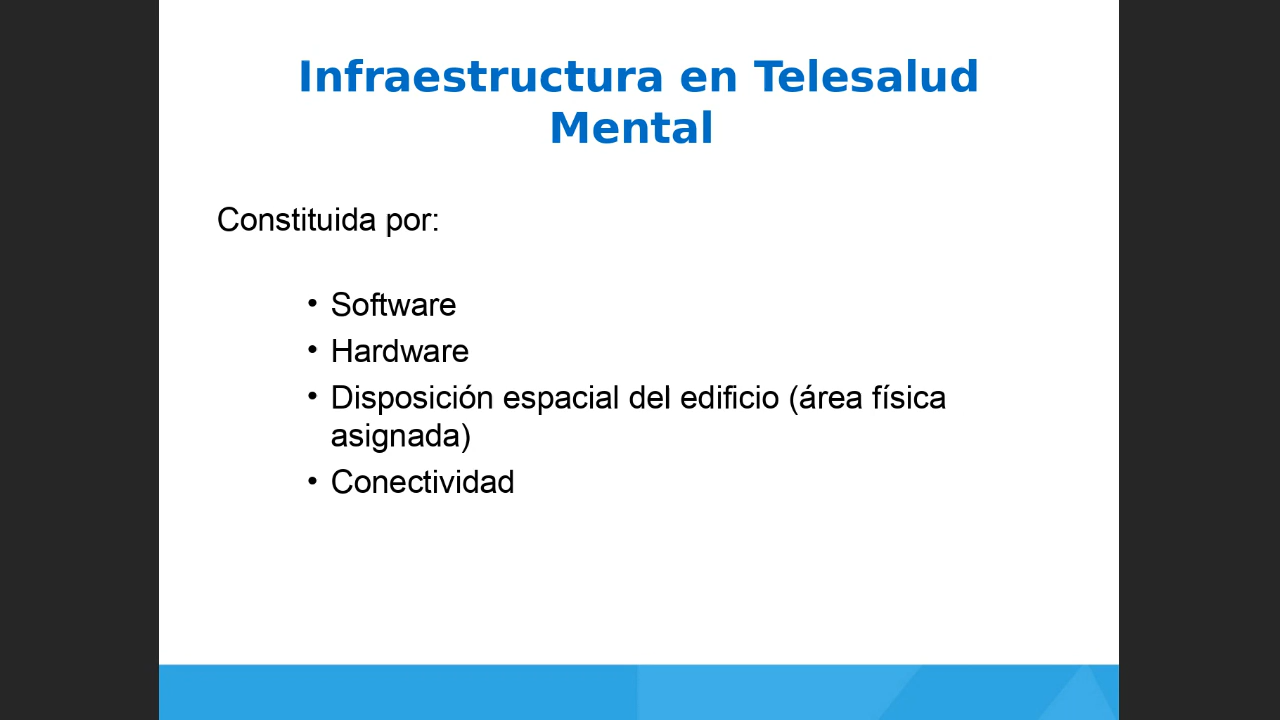 Infraestructura en Telesalud
Mental
Constituida por:
• Software
• Hardware
• Disposición espacial del edificio (área física
asignada)
• Conectividad